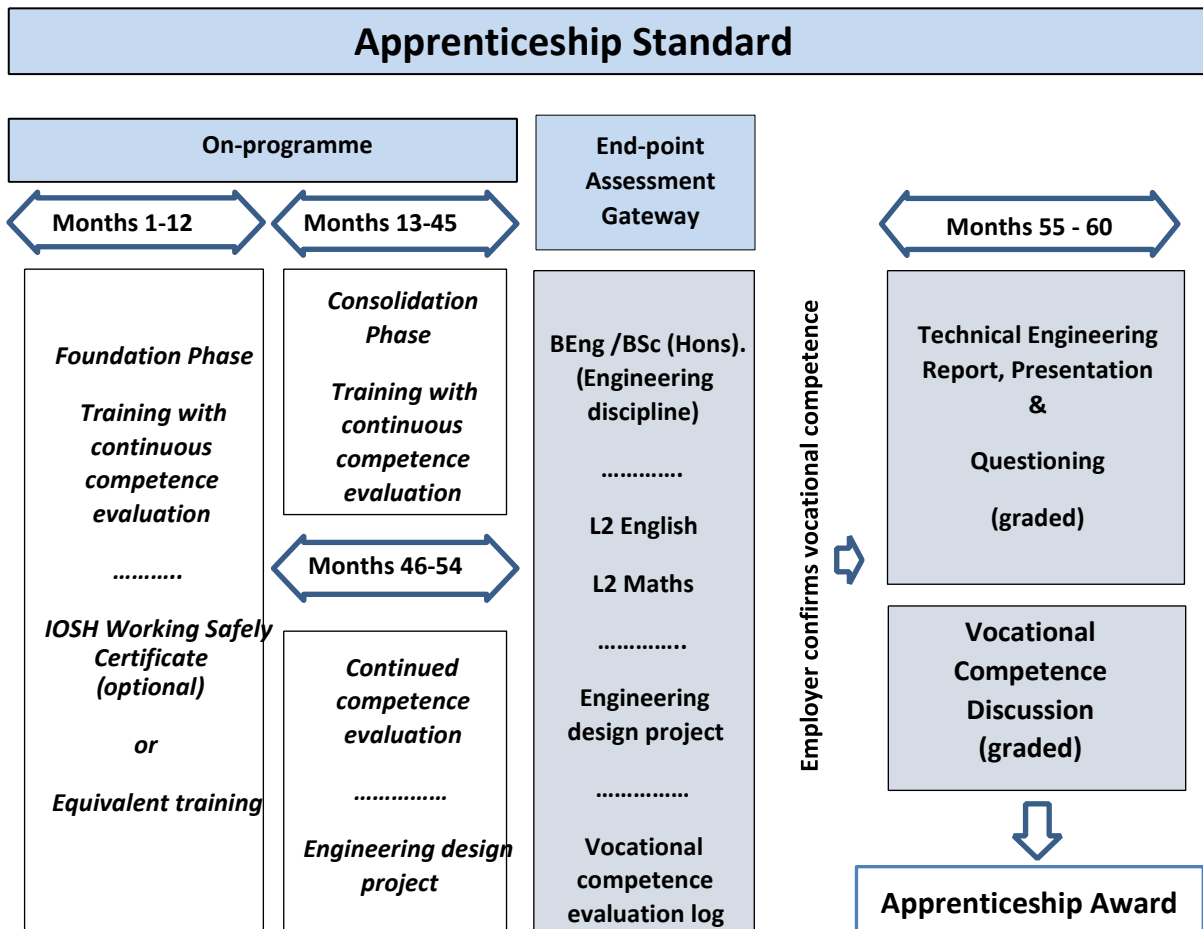 Apprenticeship Standard
On-programme
Months 1-12
Foundation Phase
Training with
continuous
competence
evaluation
………..
IOSH Working Safely
Certificate
(optional)
or
Equivalent training
Months 13-45
Consolidation
Phase
Training with
continuous
competence
evaluation
Months 46-54
Continued
competence
evaluation
……………
Engineering design
project
End-point
Assessment
Gateway
BEng /BSc (Hons).
(Engineering
discipline)
………….
L2 English
L2 Maths
…………..
Engineering
design project
……………
Vocational
competence
evaluation log
Employer confirms vocational competence
Months 55 - 60
Technical Engineering
Report, Presentation
&
Questioning
(graded)
Vocational
Competence
Discussion
(graded)
Apprenticeship Award